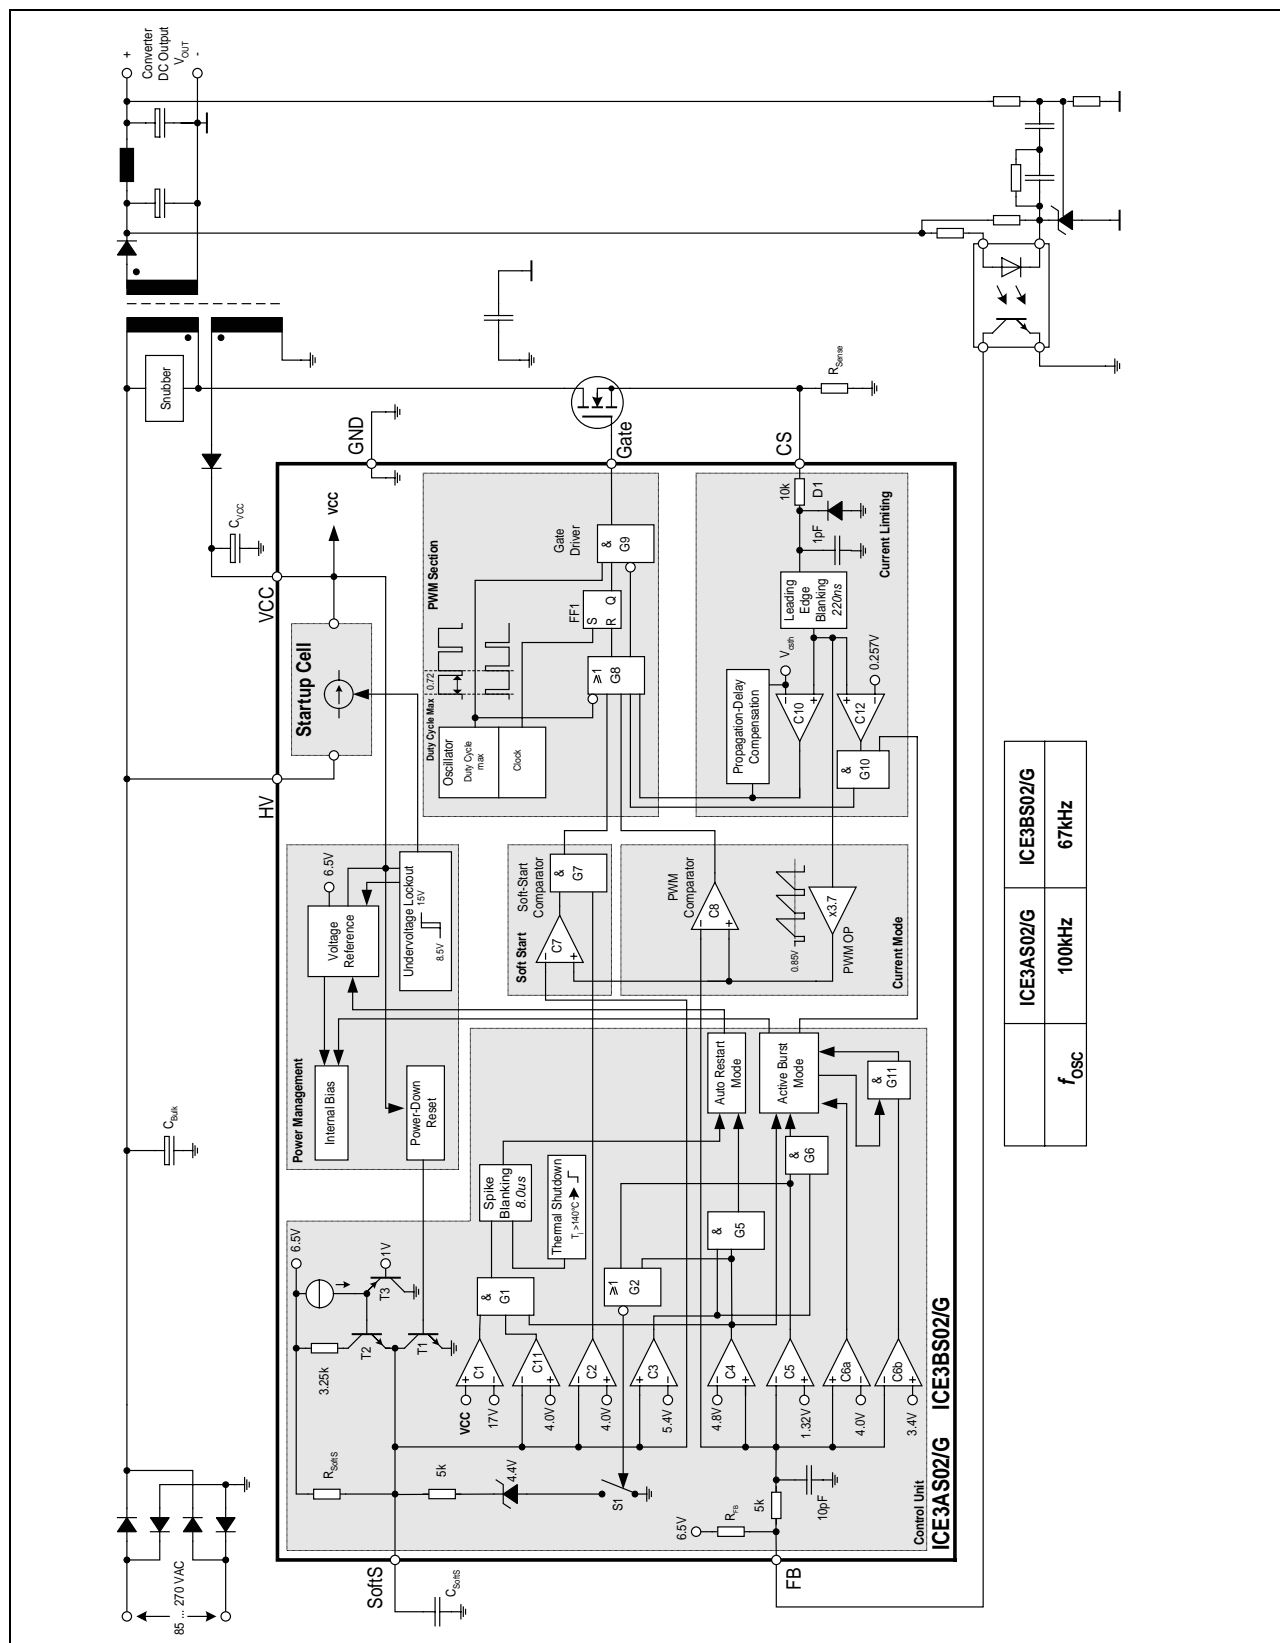 +
Converter
DC Output
VOUT
-
Snubber
CVCC
CBulk
85 ... 270 VAC
HV
VCC
GND
Gate
CS
RSense
SoftS
CSoftS
FB
Startup Cell
VCC
Power Management
Internal Bias
Voltage
Reference
6.5V
Undervoltage Lockout
15V
8.5V
Power-Down
Reset
PWM Section
Duty Cycle Max
0.72
Oscillator
Duty Cycle
max
Clock
Gate
Driver
FF1
S
R
Q
≥1
G8
&
G9
Soft Start
Soft-Start
Comparator
C7
&
G7
Current Mode
PWM
Comparator
C8
0.85V
x3.7
PWM OP
Current Limiting
10k
D1
1pF
Leading
Edge
Blanking
220ns
Propagation-Delay
Compensation
Vcsth
C10
C12
0.257V
&
G10
Control Unit
6.5V
3.25k
T2
T3
1V
T1
RSoftS
5k
4.4V
S1
6.5V
RFB
5k
10pF
VCC
17V
C1
4.0V
C11
4.0V
C2
5.4V
C3
4.8V
C4
1.32V
C5
4.0V
C6a
3.4V
C6b
&
G1
Spike
Blanking
8.0us
Thermal Shutdown
Tj >140°C
≥1
G2
&
G5
&
G6
Auto Restart
Mode
Active Burst
Mode
&
G11
ICE3AS02/G ICE3BS02/G
ICE3AS02/G ICE3BS02/G
fOSC 100kHz 67kHz